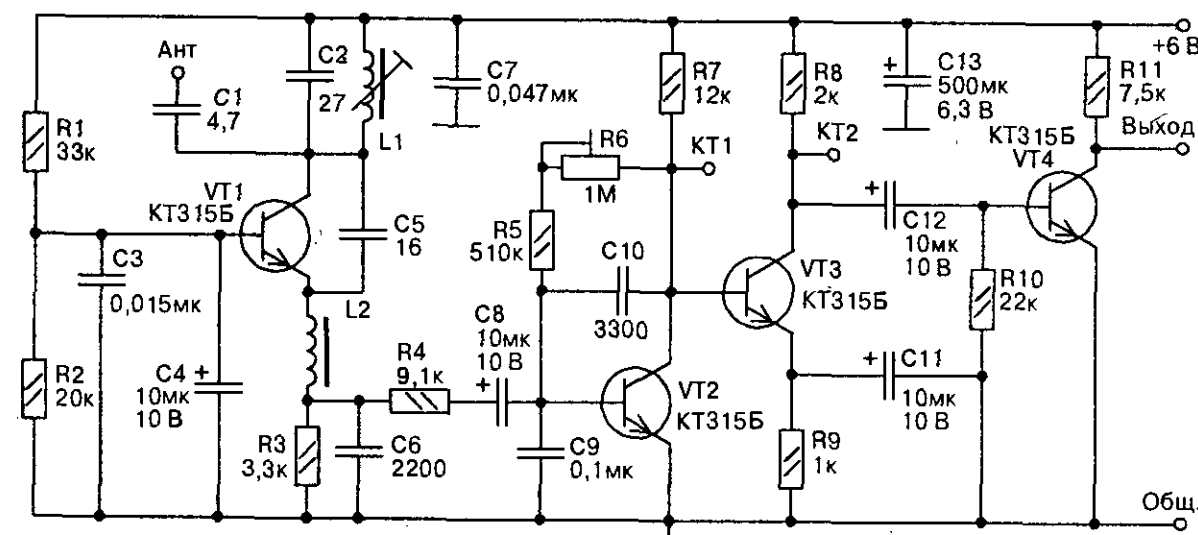 Ант
C1
4,7
C2
27
L1
C7
0,047мк
R7
12к
R8
2к
C13
500мк
6,3 В
+6 В
R11
7,5к
R1
33к
VT1
КТ315Б
R6
1М
КТ1
КТ2
КТ315Б
VT4
Выход
C3
0,015мк
C5
16
R5
510к
C10
3300
VT3
КТ315Б
C12
10мк
10 В
R10
22к
L2
R2
20к
C4
+
10мк
10 В
R4
9,1к
C8
10мк
10 В
+
VT2
КТ315Б
+
C11
10мк
10 В
R3
3,3к
C6
2200
C9
0,1мк
R9
1к
+
+
Общ.